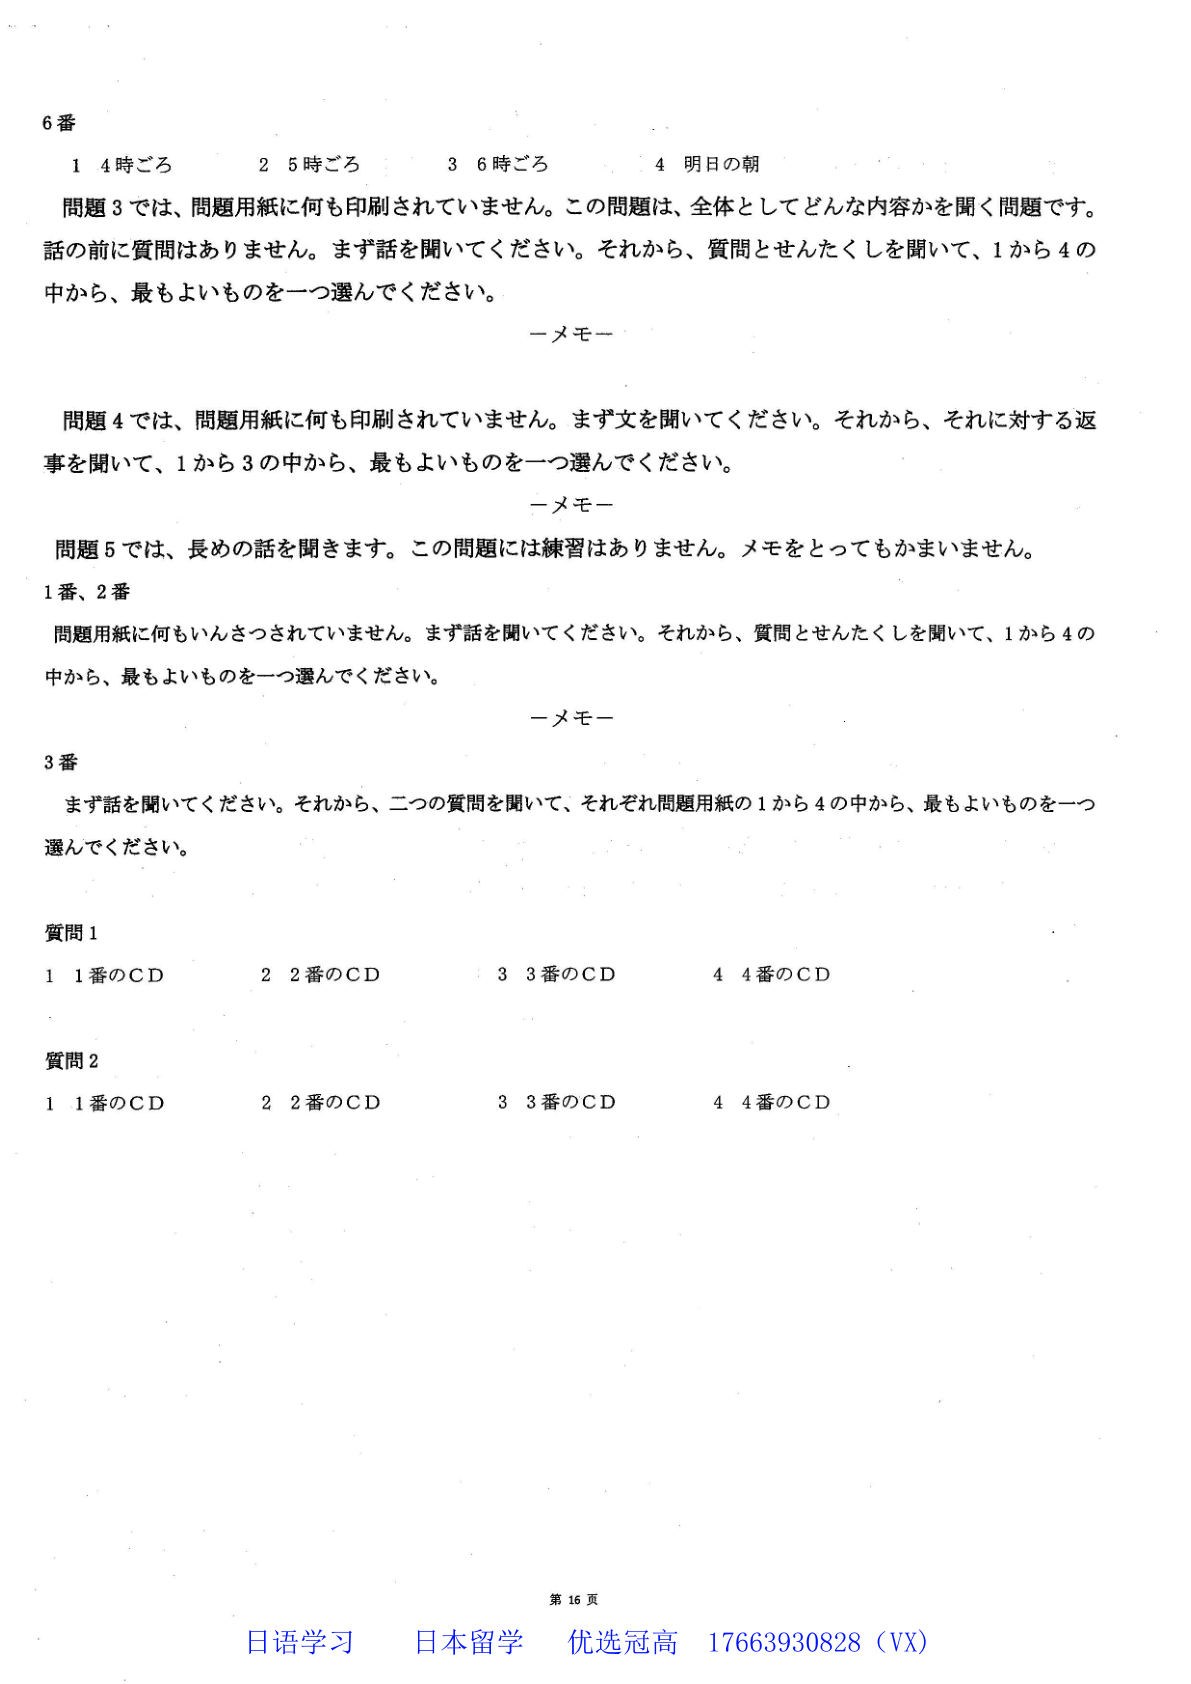 6番
1 4時ごろ 2 5時ごろ 3 6時ごろ 4 明日の朝
問題3では、問題用紙に何も印刷されていません。この問題は、全体としてどんな内容かを聞く問題です。
話の前に質問はありません。まず話を聞いてください。それから、質問とせんたくしを聞いて、1から4の
中から、最もよいものを一つ選んでください。
－メモ－
問題4では、問題用紙に何も印刷されていません。まず文を聞いてください。それから、それに対する返
事を聞いて、1から3の中から、最もよいものを一つ選んでください。
－メモ－
問題5では、長めの話を聞きます。この問題には練習はありません。メモをとってもかまいません。
1番、2番
問題用紙に何もいんさつされていません。まず話を聞いてください。それから、質問とせんたくしを聞いて、1から4の
中から、最もよいものを一つ選んでください。
－メモ－
3番
まず話を聞いてください。それから、二つの質問を聞いて、それぞれ問題用紙の1から4の中から、最もよいものを一つ
選んでください。
質問1
1 1番のCD 2 2番のCD 3 3番のCD 4 4番のCD
質問2
1 1番のCD 2 2番のCD 3 3番のCD 4 4番のCD
第 16 页
日语学习 日本留学 优选冠高 17663930828（VX)